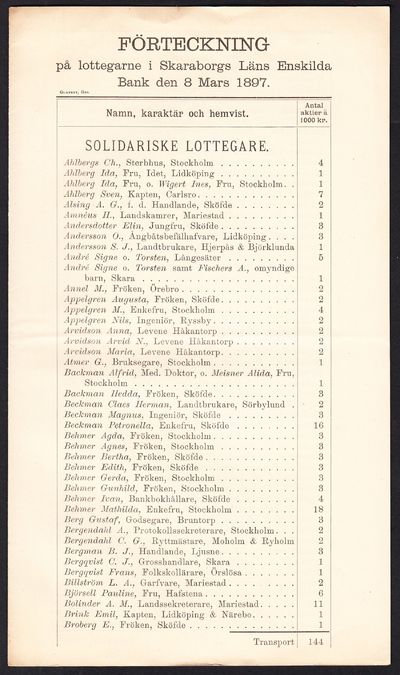 FÖRTECKNING
på lottegarne i Skaraborgs Läns Enskilda
Bank den 8 Mars 1897.
Namn, karaktär och hemvist.
Antal
aktier à
1000 kr.
SOLIDARISKE LOTTEGARE.
Ahlbergs Ch., Sterbhus, Stockholm . . . . . . . . . . 4
Ahlberg Ida, Fru, Idet, Lidköping . . . . . . . . . . 1
Ahlberg Ida, Fru, o. Wigert Ines, Fru, Stockholm . . 1
Ahlberg Sven, Kapten, Carlsro . . . . . . . . . . 7
Alsing A. G., f. d. Handlande, Sköfde . . . . . . . 2
Amnéus H., Landskamrer, Mariestad . . . . . . . . 1
Andersdotter Elin, Jungfru, Sköfde . . . . . . . . 3
Andersson O., Ångbåtsbefälhafvare, Lidköping . . . . 3
Andersson S. J., Landtbrukare, Hjerpås & Björklunda 1
André Signe o. Torsten, Långesäter . . . . . . . . 5
André Signe o. Torsten samt Fischers A., omyndige
barn, Skara . . . . . . . . . . 1
Annel M., Fröken, Örebro . . . . . . . . . . 2
Appelgren Augusta, Fröken, Sköfde . . . . . . . . 2
Appelgren M., Enkefru, Stockholm . . . . . . . . 4
Appelgren Nils, Ingeniör, Ryssby . . . . . . . . 2
Arvidson Anna, Levene Håkantorp . . . . . . . . 2
Arvidson Arvid N., Levene Håkantorp . . . . . . . 2
Arvidson Maria, Levene Håkantorp . . . . . . . . 2
Atmer G., Bruksegare, Stockholm . . . . . . . . 1
Backman Alfrid, Med. Doktor, o. Meisner Alida, Fru,
Stockholm . . . . . . . . . . 1
Backman Hedda, Fröken, Sköfde . . . . . . . . 3
Beckman Claes Herman, Landtbrukare, Sörbylund . 2
Beckman Magnus, Ingeniör, Sköfde . . . . . . . 3
Beckman Petronella, Enkefru, Sköfde . . . . . . . 16
Behmer Agda, Fröken, Stockholm . . . . . . . . 3
Behmer Agnes, Fröken, Stockholm . . . . . . . . 3
Behmer Bertha, Fröken, Sköfde . . . . . . . . 3
Behmer Edith, Fröken, Sköfde . . . . . . . . 3
Behmer Gerda, Fröken, Stockholm . . . . . . . . 3
Behmer Gunhild, Fröken, Stockholm . . . . . . . 3
Behmer Ivan, Bankbokhållare, Sköfde . . . . . . . 4
Behmer Mathilda, Enkefru, Stockholm . . . . . . . 18
Berg Gustaf, Godsegare, Bruntorp . . . . . . . . 3
Bergendahl A., Protokollssekreterare, Stockholm . . . 2
Bergendahl C. G., Ryttmästare, Moholm & Ryholm 2
Bergman B. J., Handlande, Ljusne . . . . . . . . 3
Bergqvist C. J., Grosshandlare, Skara . . . . . . . 1
Bergqvist Frans, Folkskollärare, Örslösa . . . . . . 1
Billström L. A., Garfvare, Mariestad . . . . . . . 2
Björsell Pauline, Fru, Hafstena . . . . . . . . 6
Bolinder A. M., Landssekreterare, Mariestad . . . . 11
Brink Emil, Kapten, Lidköping & Närebo . . . . . . 1
Broberg E., Fröken, Sköfde . . . . . . . . . . 1
Transport 144